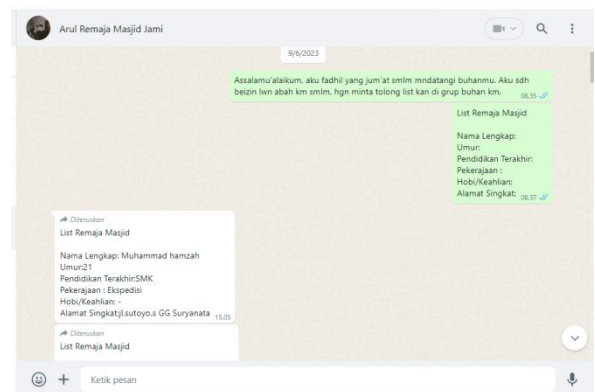 Arul Remaja Masjid Jami
9/6/2023
Assalamu'alaikum, aku fadhil yang jum'at smlm mndatangi buhanmu. Aku sdh
beizin lwn abah km smlm, hgn minta tolong list kan di grup buhan km.
08.35
List Remaja Masjid
Nama Lengkap:
Umur:
Pendidikan Terakhir:
Pekerajaan :
Hobi/Keahlian:
Alamat Singkat:
08.37
Diteruskan
List Remaja Masjid
Nama Lengkap: Muhammad hamzah
Umur:21
Pendidikan Terakhir:SMK
Pekerajaan : Ekspedisi
Hobi/Keahlian: -
Alamat Singkat:jl.sutoyo.s GG Suryanata
15.05
Diteruskan
List Remaja Masjid
Ketik pesan